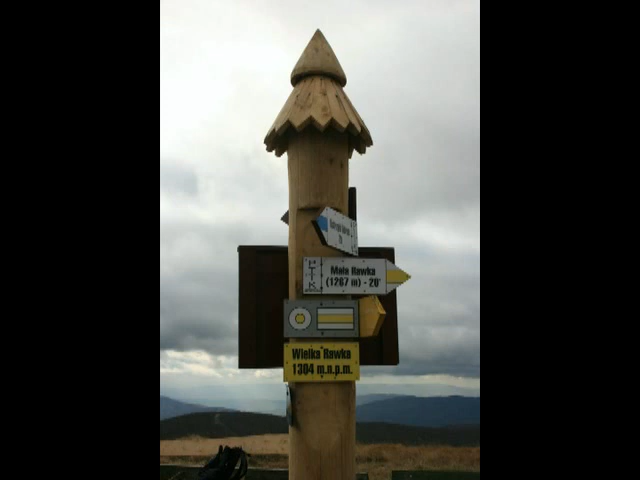 PTTK
Mała Rawka
(1267 m) - 20'
Wielka Rawka
1304 m.n.p.m.